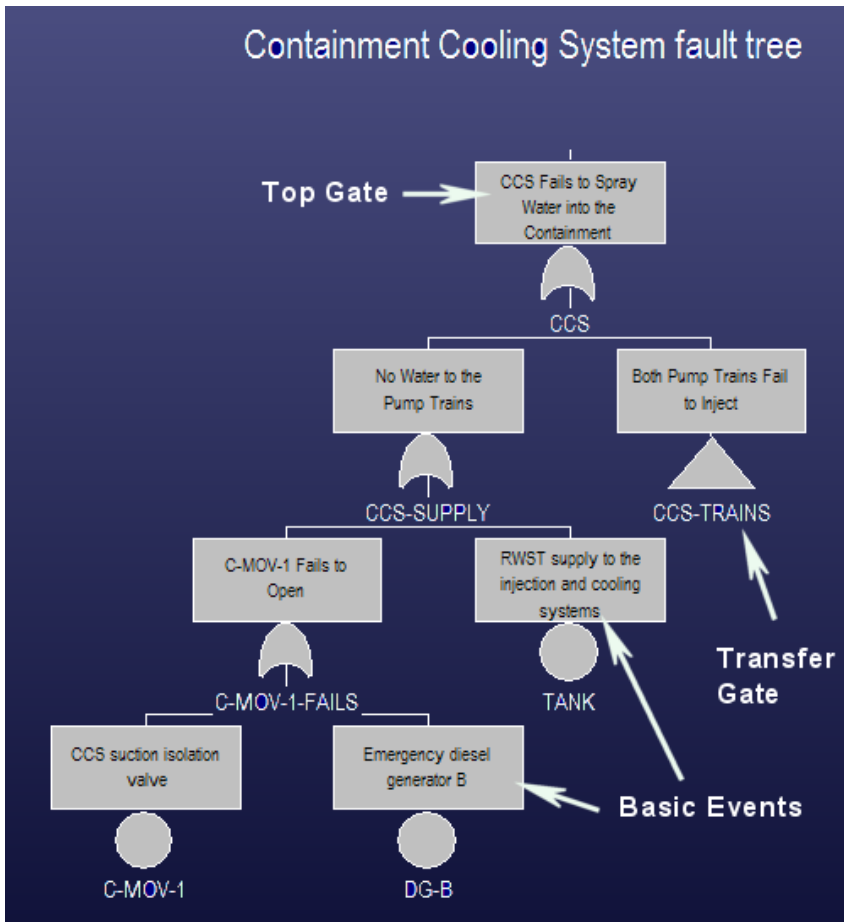 Containment Cooling System fault tree
Top Gate
CCS Fails to Spray
Water into the
Containment
CCS
No Water to the
Pump Trains
Both Pump Trains Fail
to Inject
CCS-SUPPLY
CCS-TRAINS
C-MOV-1 Fails to
Open
RWST supply to the
injection and cooling
systems
Transfer
Gate
C-MOV-1-FAILS
TANK
CCS suction isolation
valve
Emergency diesel
generator B
Basic Events
C-MOV-1
DG-B